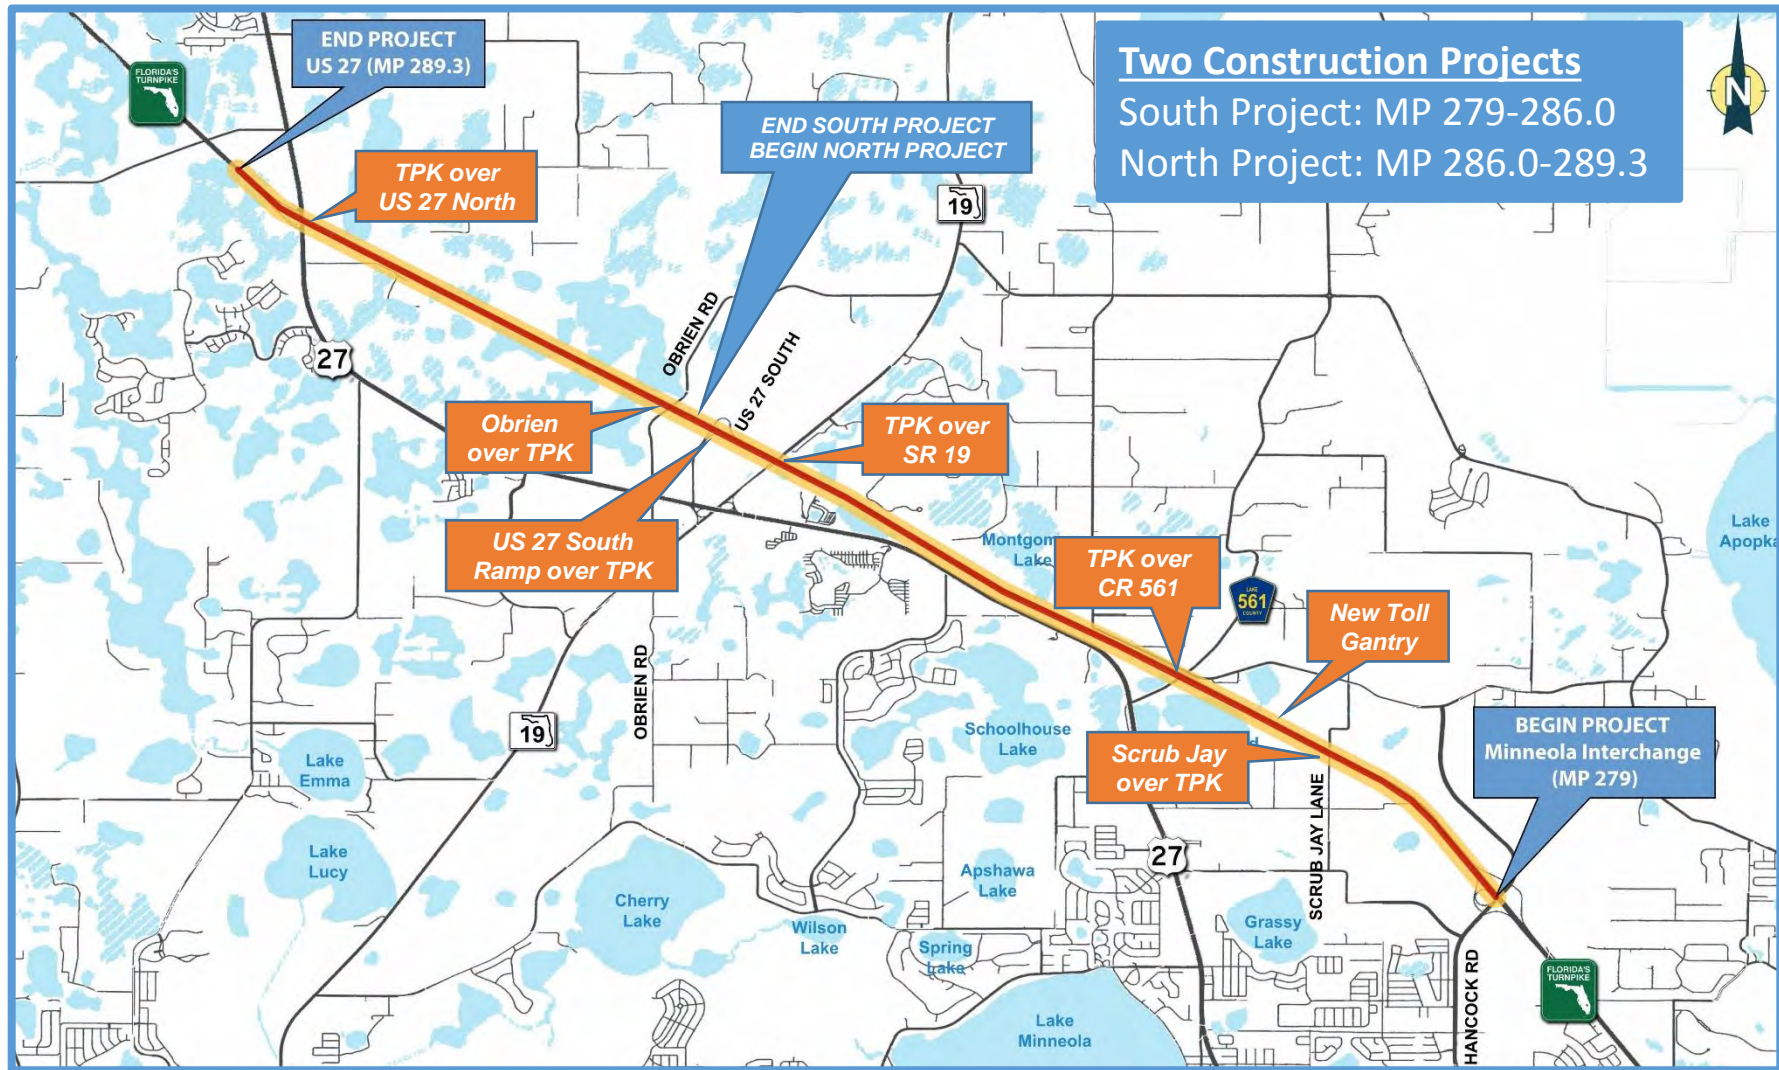 Two Construction Projects
South Project: MP 279-286.0
North Project: MP 286.0-289.3
N
END PROJECT
US 27 (MP 289.3)
FLORIDA'S
TURNPIKE
END SOUTH PROJECT
BEGIN NORTH PROJECT
TPK over
US 27 North
19
OBRIEN RD
US 27 SOUTH
27
Obrien
over TPK
TPK over
SR 19
US 27 South
Ramp over TPK
Lake
Apopka
Montgom
Lake
TPK over
CR 561
LAKE
561
COUNTY
New Toll
Gantry
OBRIEN RD
19
Schoolhouse
Lake
Scrub Jay
over TPK
BEGIN PROJECT
Minneola Interchange
(MP 279)
Lake
Emma
SCRUB JAY LANE
Lake
Lucy
27
Apshawa
Lake
Cherry
Lake
Wilson
Lake
Spring
Lake
Grassy
Lake
HANCOCK RD
FLORIDA'S
TURNPIKE
Lake
Minneola